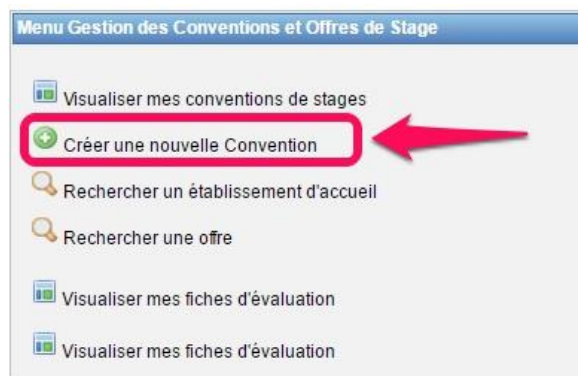 Menu Gestion des Conventions et Offres de Stage
Visualiser mes conventions de stages
Créer une nouvelle Convention
Rechercher un établissement d'accueil
Rechercher une offre
Visualiser mes fiches d'évaluation
Visualiser mes fiches d'évaluation